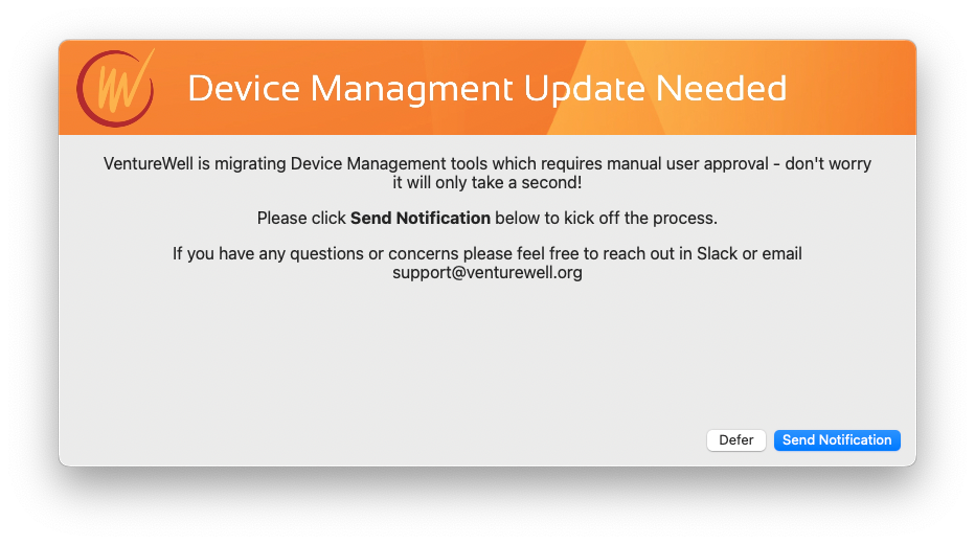 Device Managment Update Needed
VentureWell is migrating Device Management tools which requires manual user approval - don't worry
it will only take a second!
Please click Send Notification below to kick off the process.
If you have any questions or concerns please feel free to reach out in Slack or email
support@venturewell.org
Defer Send Notification